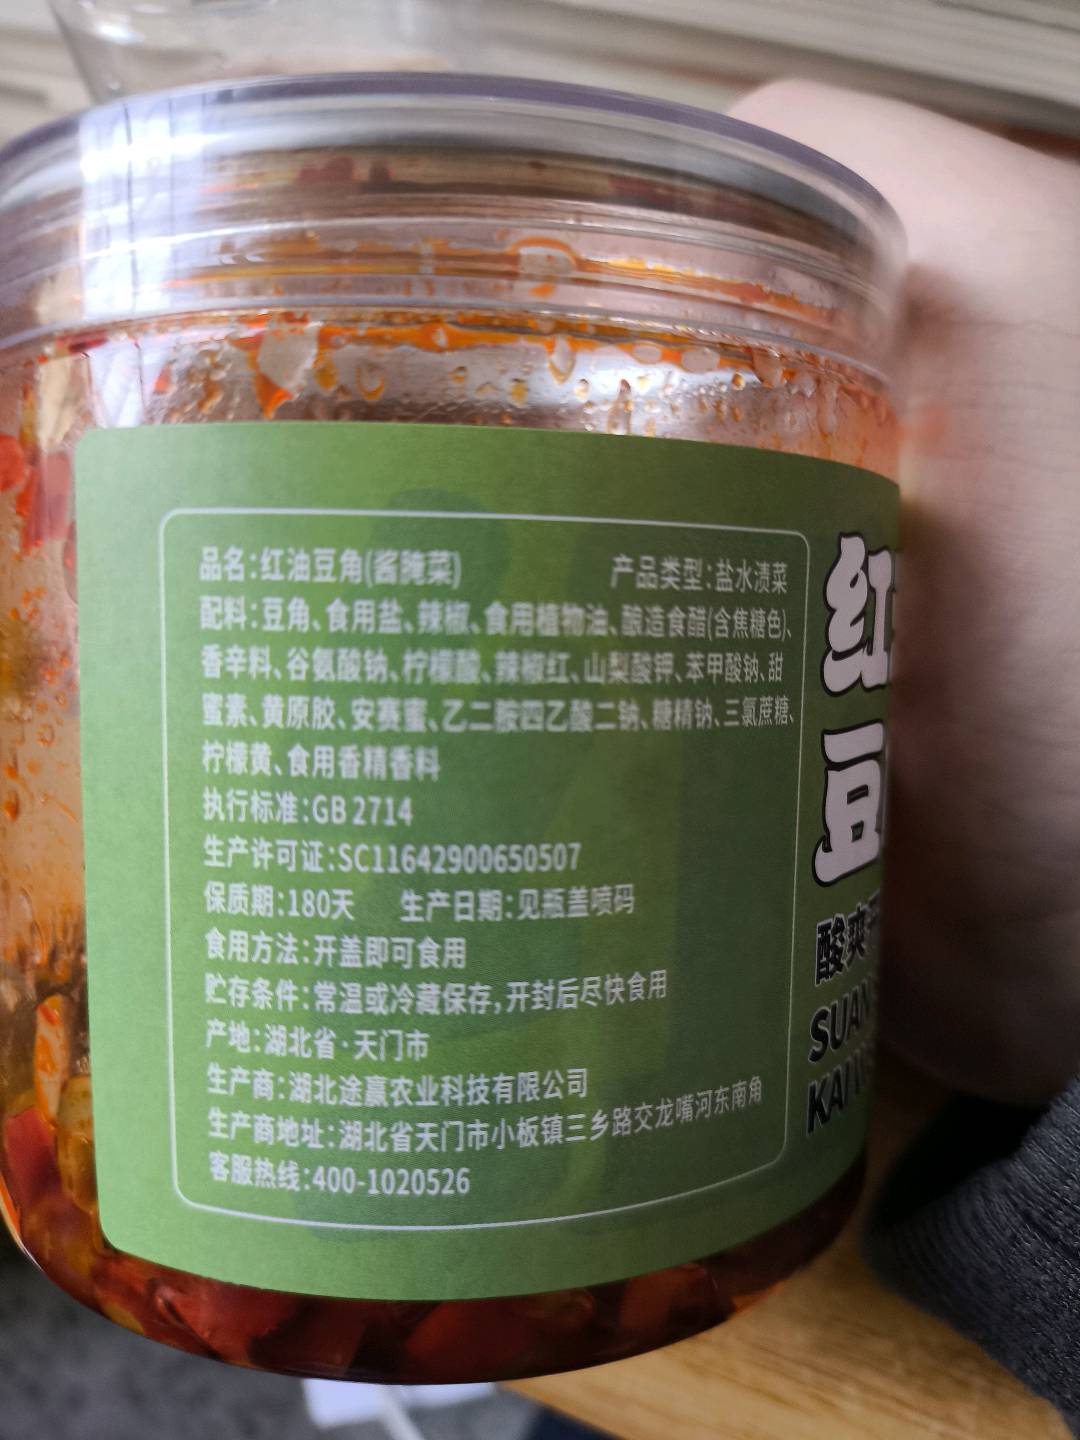 品名:红油豆角(酱腌菜) 产品类型:盐水渍菜
配料:豆角、食用盐、辣椒、食用植物油、酿造食醋(含焦糖色)、
香辛料、谷氨酸钠、柠檬酸、辣椒红、山梨酸钾、苯甲酸钠、甜
蜜素、黄原胶、安赛蜜、乙二胺四乙酸二钠、糖精钠、三氯蔗糖、
柠檬黄、食用香精香料
执行标准:GB 2714
生产许可证:SC11642900650507
保质期:180天 生产日期:见瓶盖喷码
食用方法:开盖即可食用
贮存条件:常温或冷藏保存,开封后尽快食用
产地:湖北省·天门市
生产商:湖北途赢农业科技有限公司
生产商地址:湖北省天门市小板镇三乡路交龙嘴河东南角
客服热线:400-1020526
红
豆
酸爽
SUAN
KAI